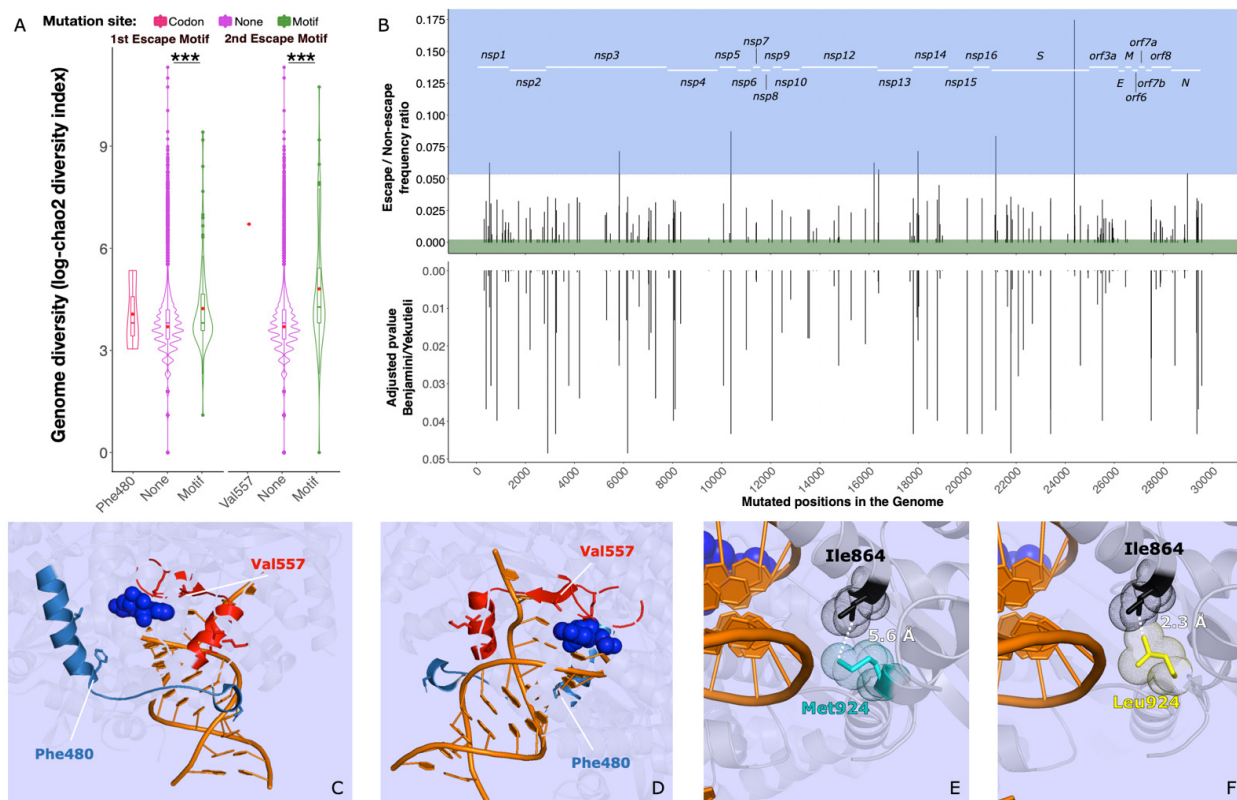 A
Mutation site: Codon None Motif
1st Escape Motif 2nd Escape Motif
*** ***
Genome diversity (log-chao2 diversity index)
9
6
3
0
Phe480 None Motif Val557 None Motif
B
Escape / Non-escape
frequency ratio
0.175
0.150
0.125
0.100
0.075
0.050
0.025
0.000
nsp7 orf7a
nsp1 nsp3 nsp5 nsp9 nsp12 nsp14 nsp16 S orf3a M orf8
nsp2 nsp4 nsp6 nsp10 nsp13 nsp15 E orf7b N
nsp8 orf6
Adjusted pvalue
Benjamini/Yekutieli
0.00
0.01
0.02
0.03
0.04
0.05
0 2000 4000 6000 8000 10000 12000 14000 16000 18000 20000 22000 24000 26000 28000 30000
Mutated positions in the Genome
Val557
Phe480
C
Val557
Phe480
D
Ile864
5.6 Å
Met924
E
Ile864
2.3 Å
Leu924
F